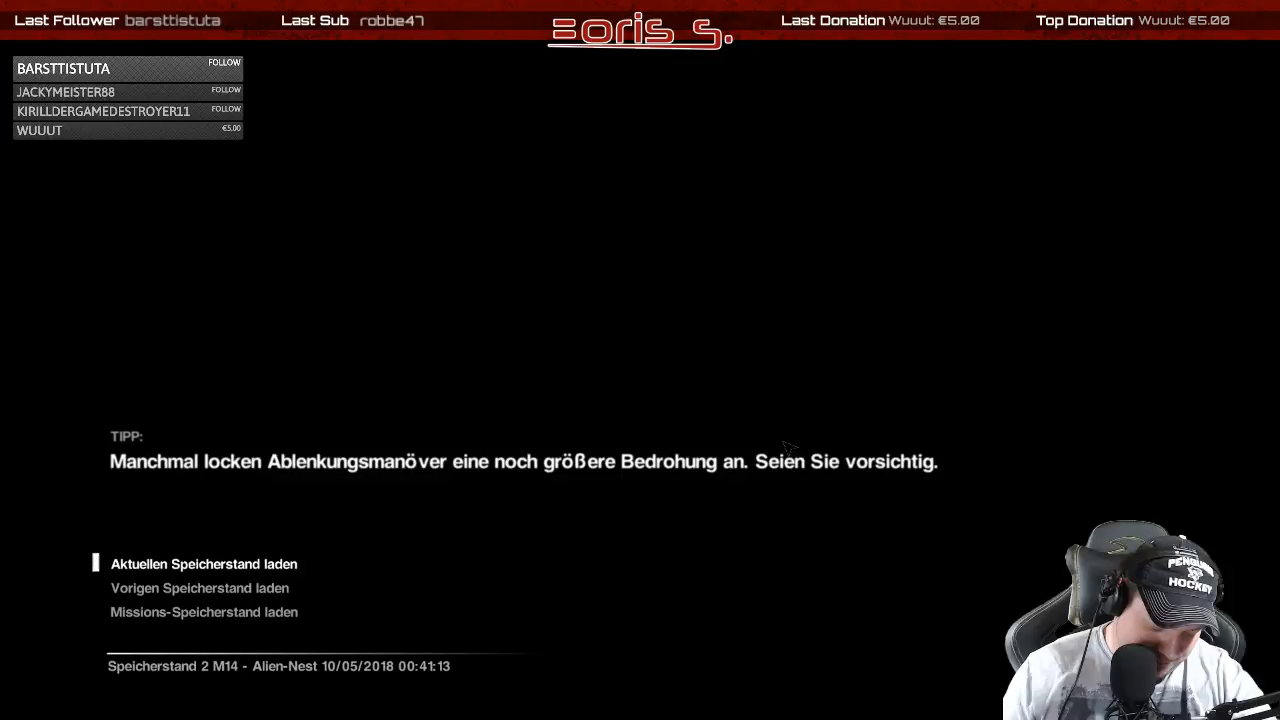 Last Follower barsttistuta
Last Sub robbe47
Boris S.
Last Donation Wuuut: €5.00
Top Donation Wuuut: €5.00
BARSTTISTUTA FOLLOW
JACKYMEISTER88 FOLLOW
KIRILLDERGAMEDESTROYER11 FOLLOW
WUUUT €5.00
TIPP:
Manchmal locken Ablenkungsmanöver eine noch größere Bedrohung an. Seien Sie vorsichtig.
Aktuellen Speicherstand laden
Vorigen Speicherstand laden
Missions-Speicherstand laden
Speicherstand 2 M14 - Alien-Nest 10/05/2018 00:41:13
PENGUINS
HOCKEY